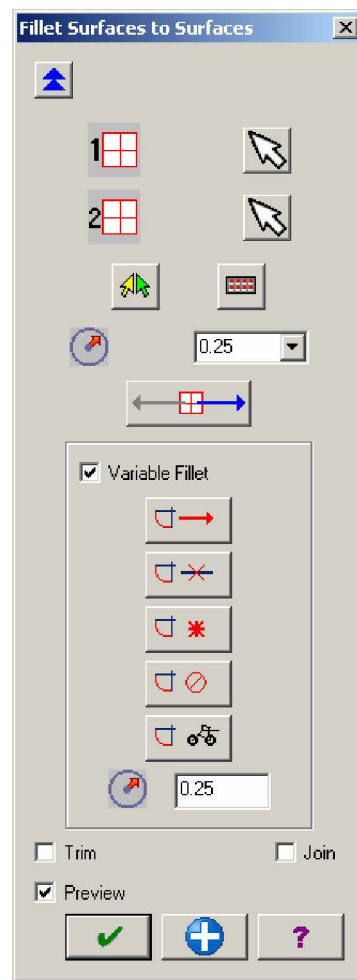 Fillet Surfaces to Surfaces
1
2
0.25
Variable Fillet
0.25
Trim
Join
Preview
?